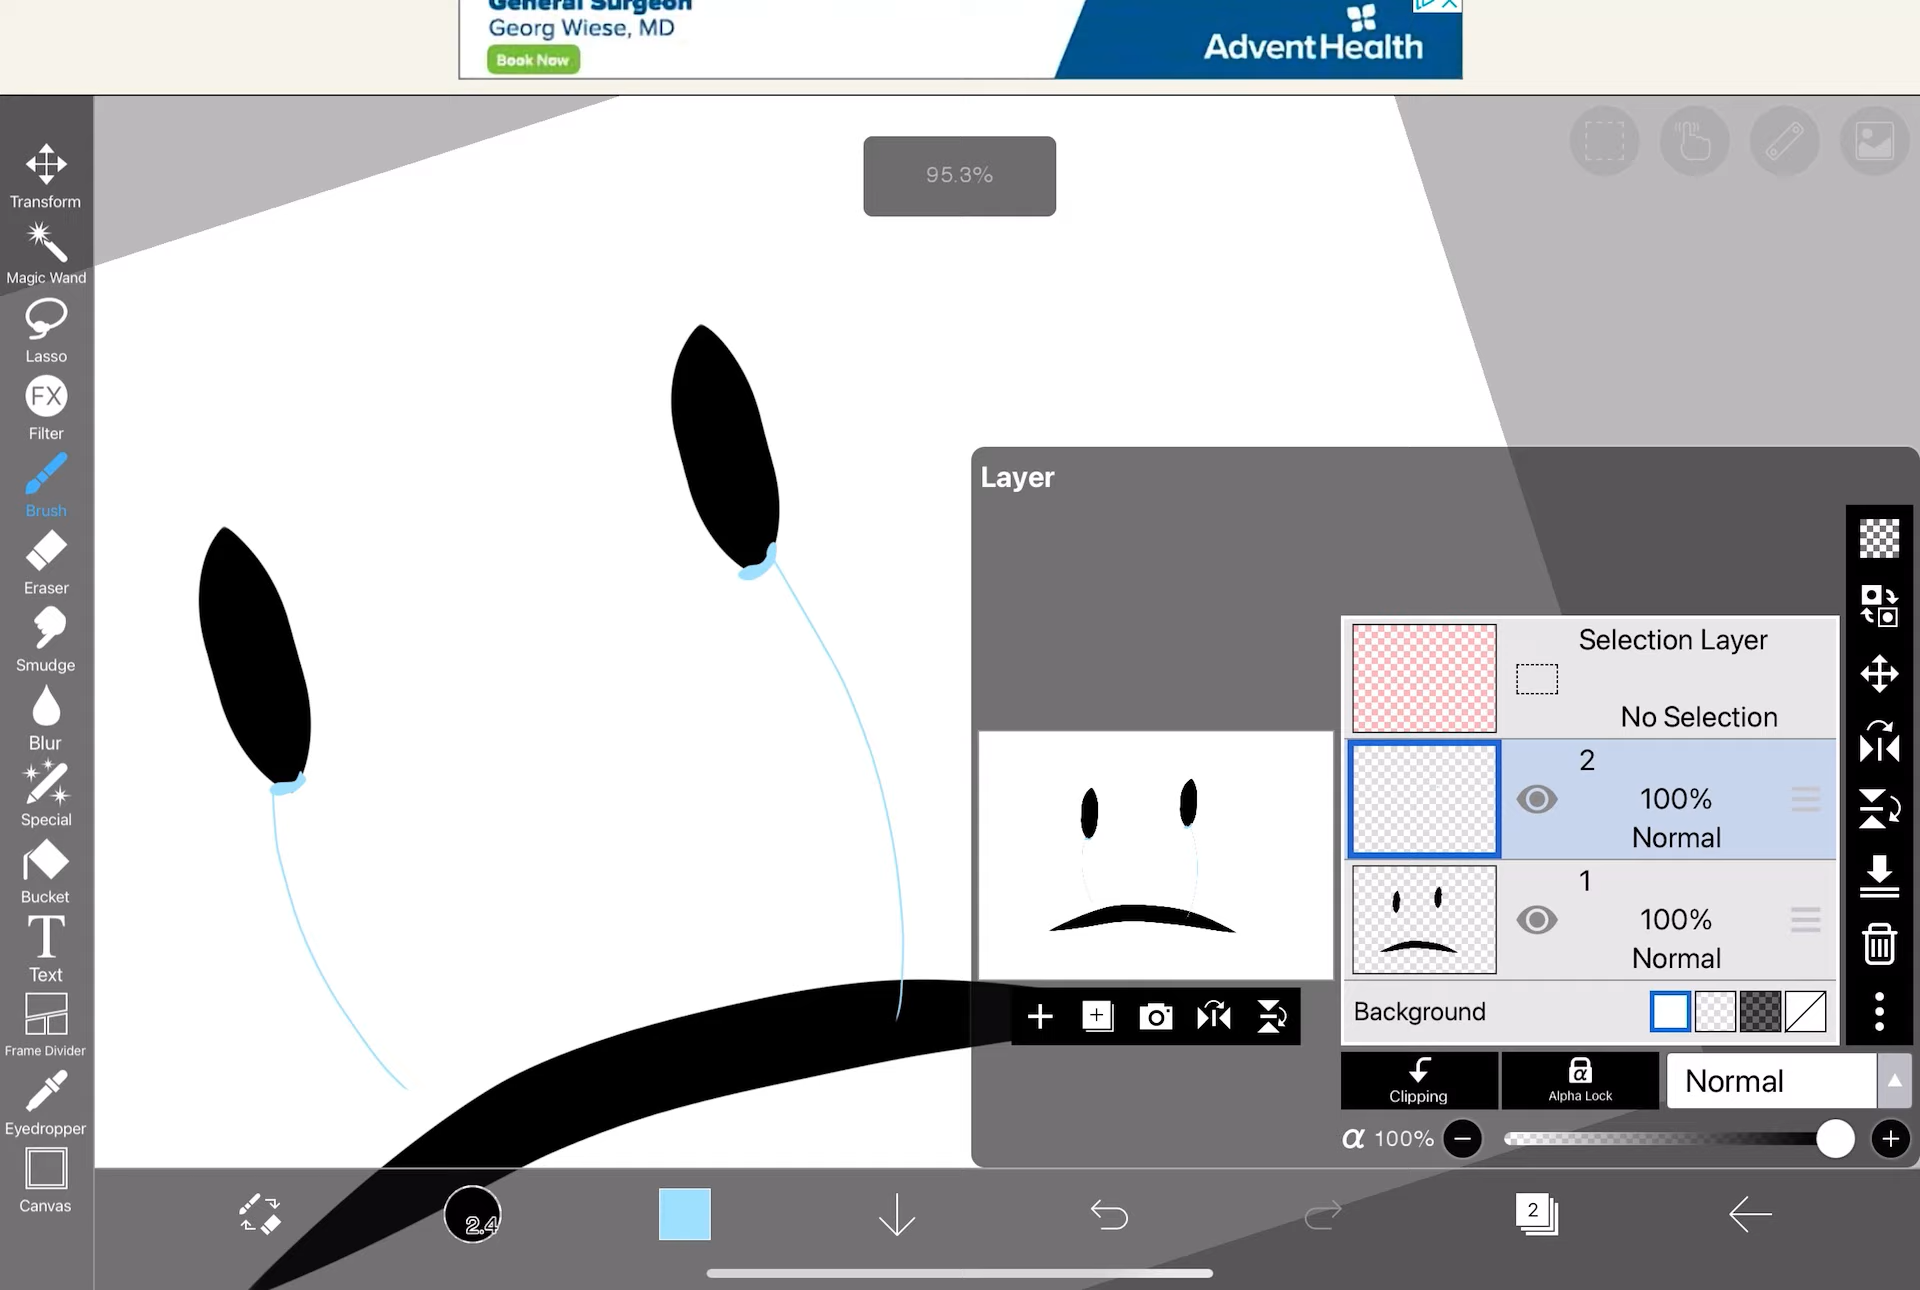 General Surgeon
Georg Wiese, MD
Book Now
AdventHealth
95.3%
Transform
Magic Wand
Lasso
FX
Filter
Brush
Eraser
Smudge
Blur
Special
Bucket
T
Text
Frame Divider
Eyedropper
Canvas
Layer
Selection Layer
No Selection
2
100%
Normal
1
100%
Normal
Background
Clipping
α
Alpha Lock
Normal
α 100%
2.4
2